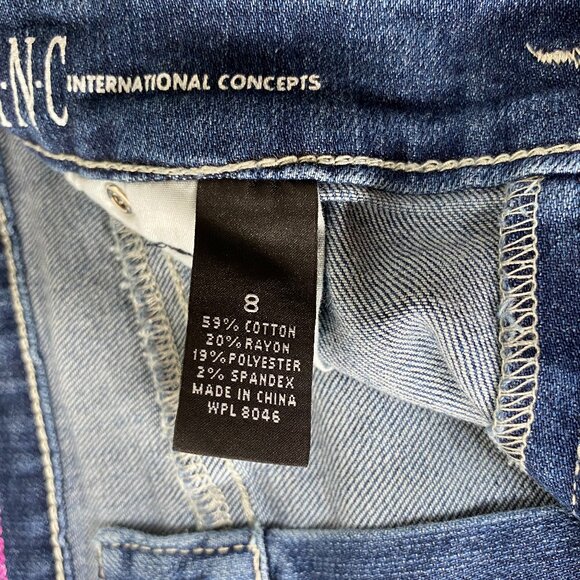 ·N·C INTERNATIONAL CONCEPTS
8
59% COTTON
20% RAYON
19% POLYESTER
2% SPANDEX
MADE IN CHINA
WPL 8046